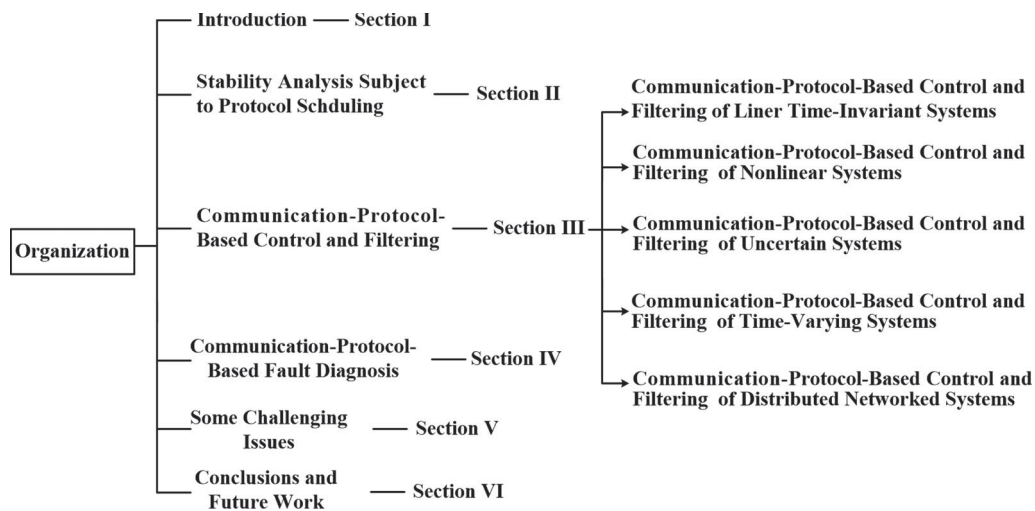 Organization
Introduction
Section I
Stability Analysis Subject
to Protocol Schduling
Section II
Communication-Protocol-
Based Control and Filtering
Section III
Communication-Protocol-Based Control and
Filtering of Liner Time-Invariant Systems
Communication-Protocol-Based Control and
Filtering of Nonlinear Systems
Communication-Protocol-Based Control and
Filtering of Uncertain Systems
Communication-Protocol-Based Control and
Filtering of Time-Varying Systems
Communication-Protocol-Based Control and
Filtering of Distributed Networked Systems
Communication-Protocol-
Based Fault Diagnosis
Section IV
Some Challenging
Issues
Section V
Conclusions and
Future Work
Section VI